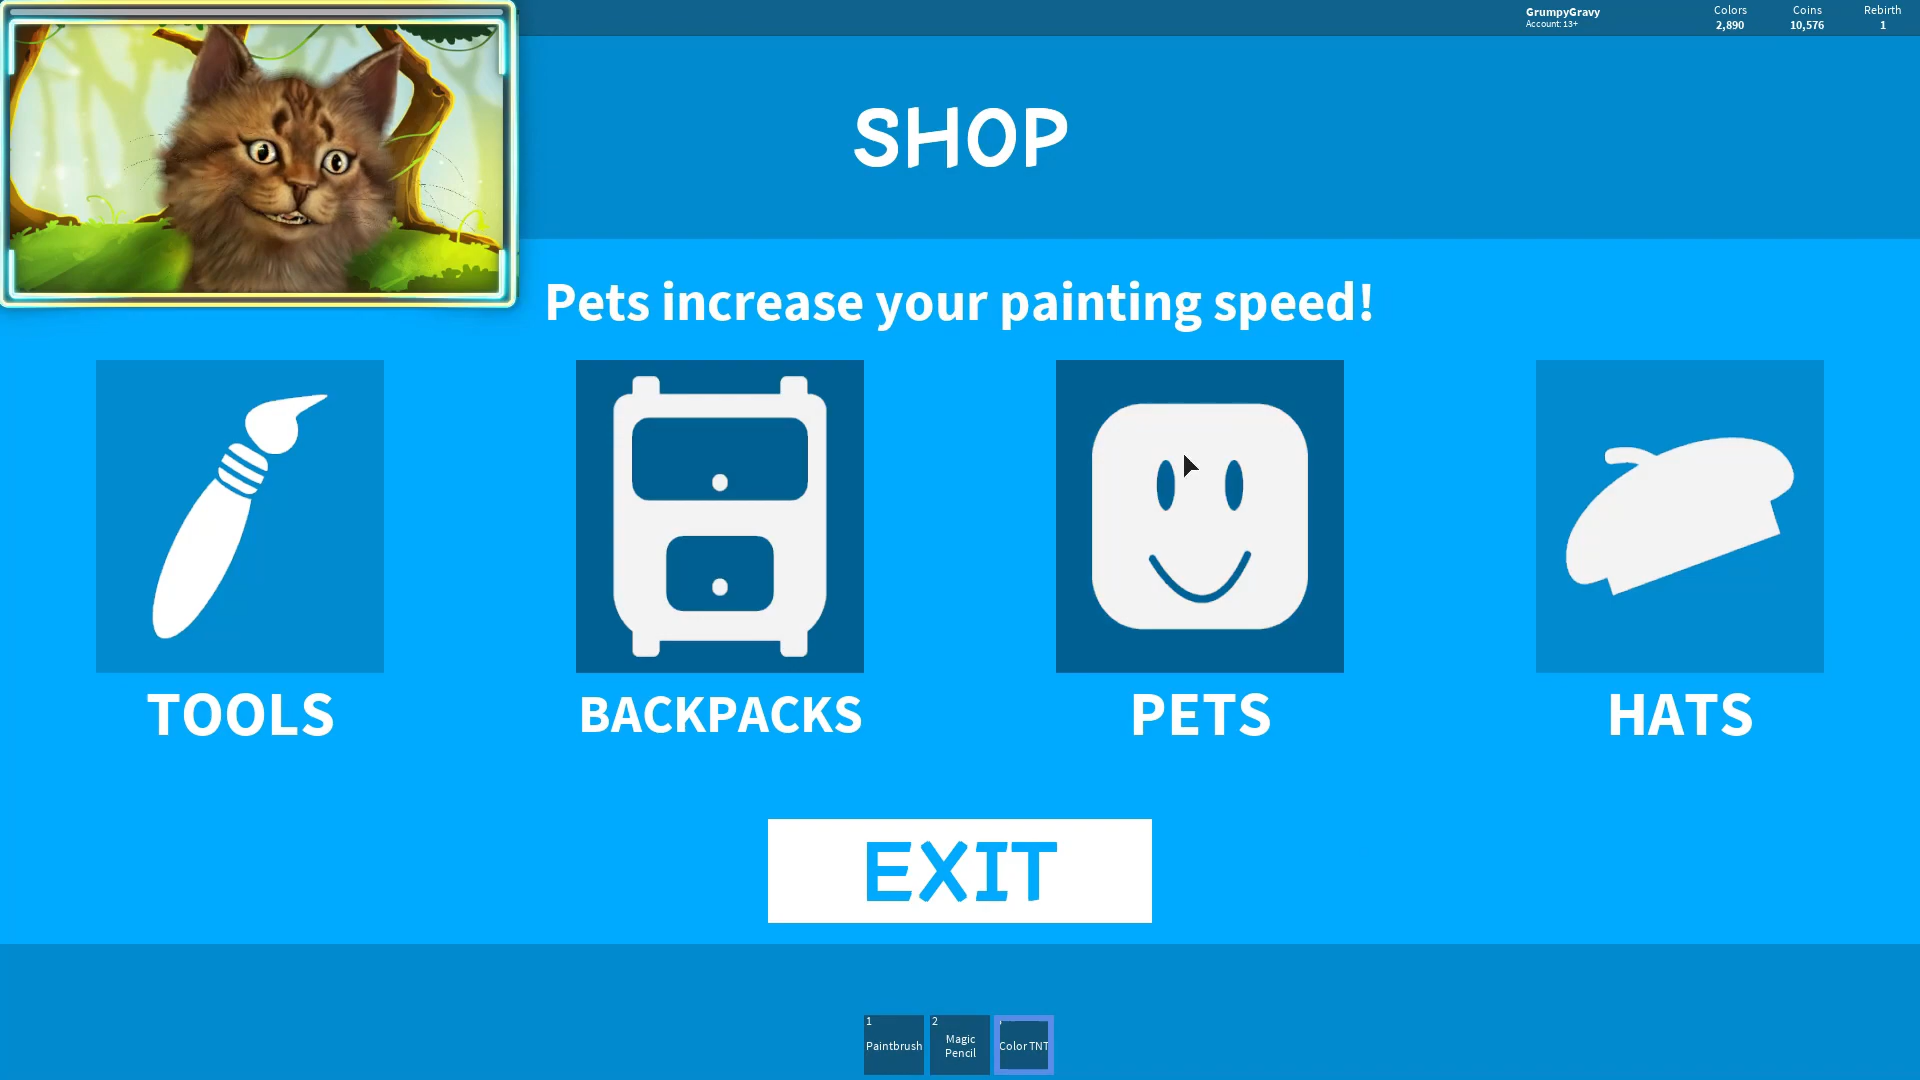 GrumpyGravy
Account: 13+
Colors
2,890
Coins
10,576
Rebirth
1
SHOP
Pets increase your painting speed!
TOOLS
BACKPACKS
PETS
HATS
EXIT
1
Paintbrush
2
Magic
Pencil
Color TNT